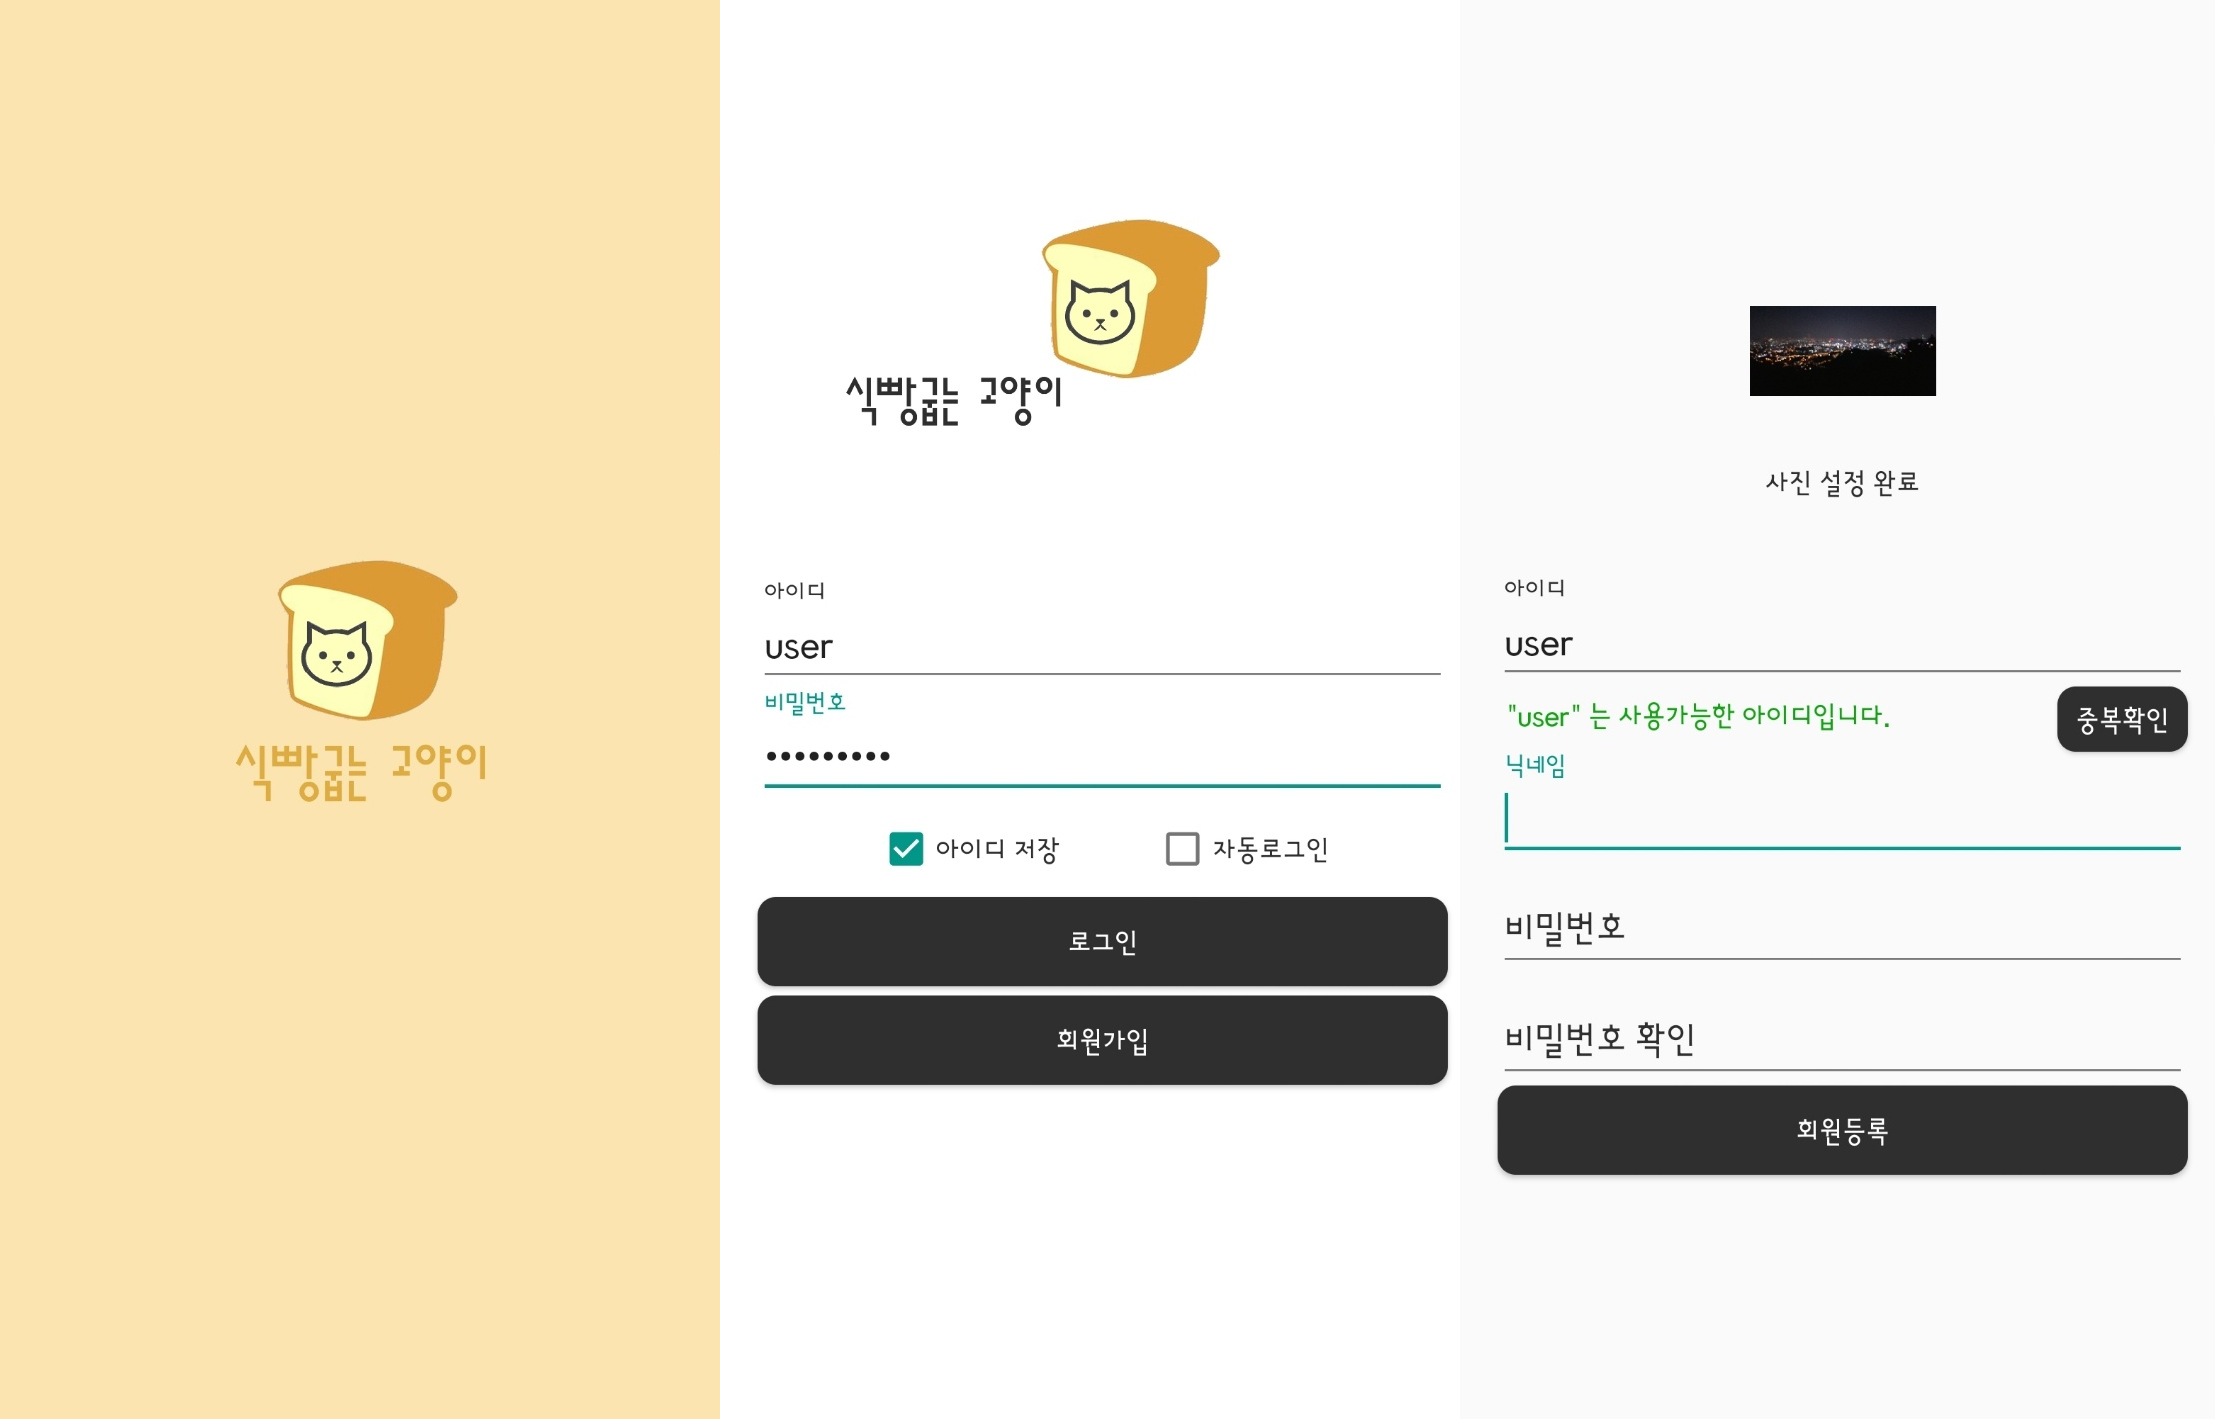 식빵굽는 고양이
식빵굽는 고양이
아이디
user
비밀번호
•••••••••
아이디 저장
자동로그인
로그인
회원가입
사진 설정 완료
아이디
user
"user" 는 사용가능한 아이디입니다.
중복확인
닉네임
비밀번호
비밀번호 확인
회원등록